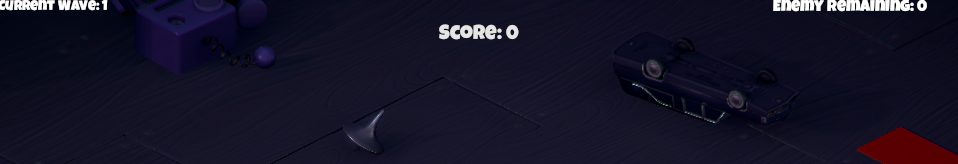 CURRENT WAVE: 1
Enemy Remaining: 0
Score: 0